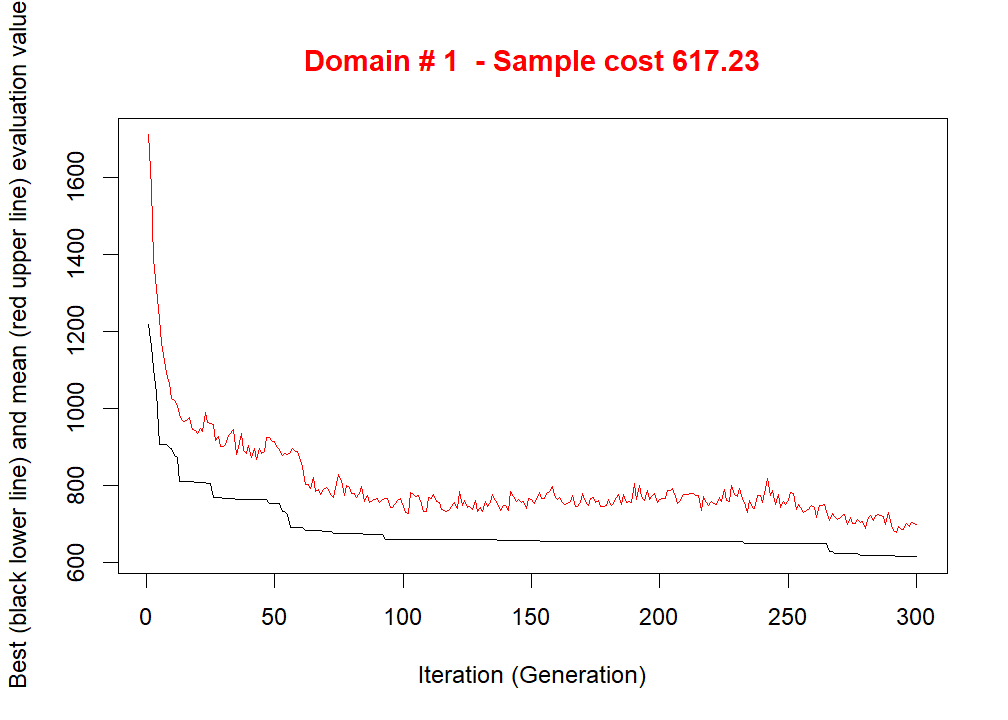 Domain # 1  - Sample cost 617.23
Best (black lower line) and mean (red upper line) evaluation value
1600
1400
1200
1000
800
600
0 50 100 150 200 250 300
Iteration (Generation)